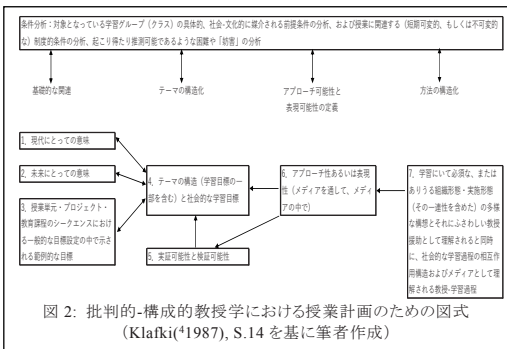 条件分析:対象となっている学習グループ(クラス)の具体的、社会-文化的に媒介される前提条件の分析、および授業に関連する(短期可変的、もしくは不可変的
な)制度的条件の分析、起こり得たり推測可能であるような困難や「妨害」の分析
基礎的な関連
テーマの構造化
アプローチ可能性と
表現可能性の定義
方法の構造化
1、現代にとっての意味
2、未来にとっての意味
3、授業単元・プロジェクト・
教育課程のシークエンスにおけ
る一般的な目標設定の中で示さ
れる範例的な目標
4、テーマの構造(学習目標の一
部を含む)と社会的な学習目標
5、実証可能性と検証可能性
6、アプローチ性あるいは表現
性(メディアを通して、メディ
アの中で)
7、学習にいて必須な、または
ありうる組織形態・実施形態
(その一連性を含めた)の多様
な構想とそれにふさわしい教授
援助として理解されると同時
に、社会的な学習過程の相互作
用構造およびメディアとして理
解される教授-学習過程
図 2: 批判的-構成的教授学における授業計画のための図式
(Klafki(⁴1987), S.14 を基に筆者作成)